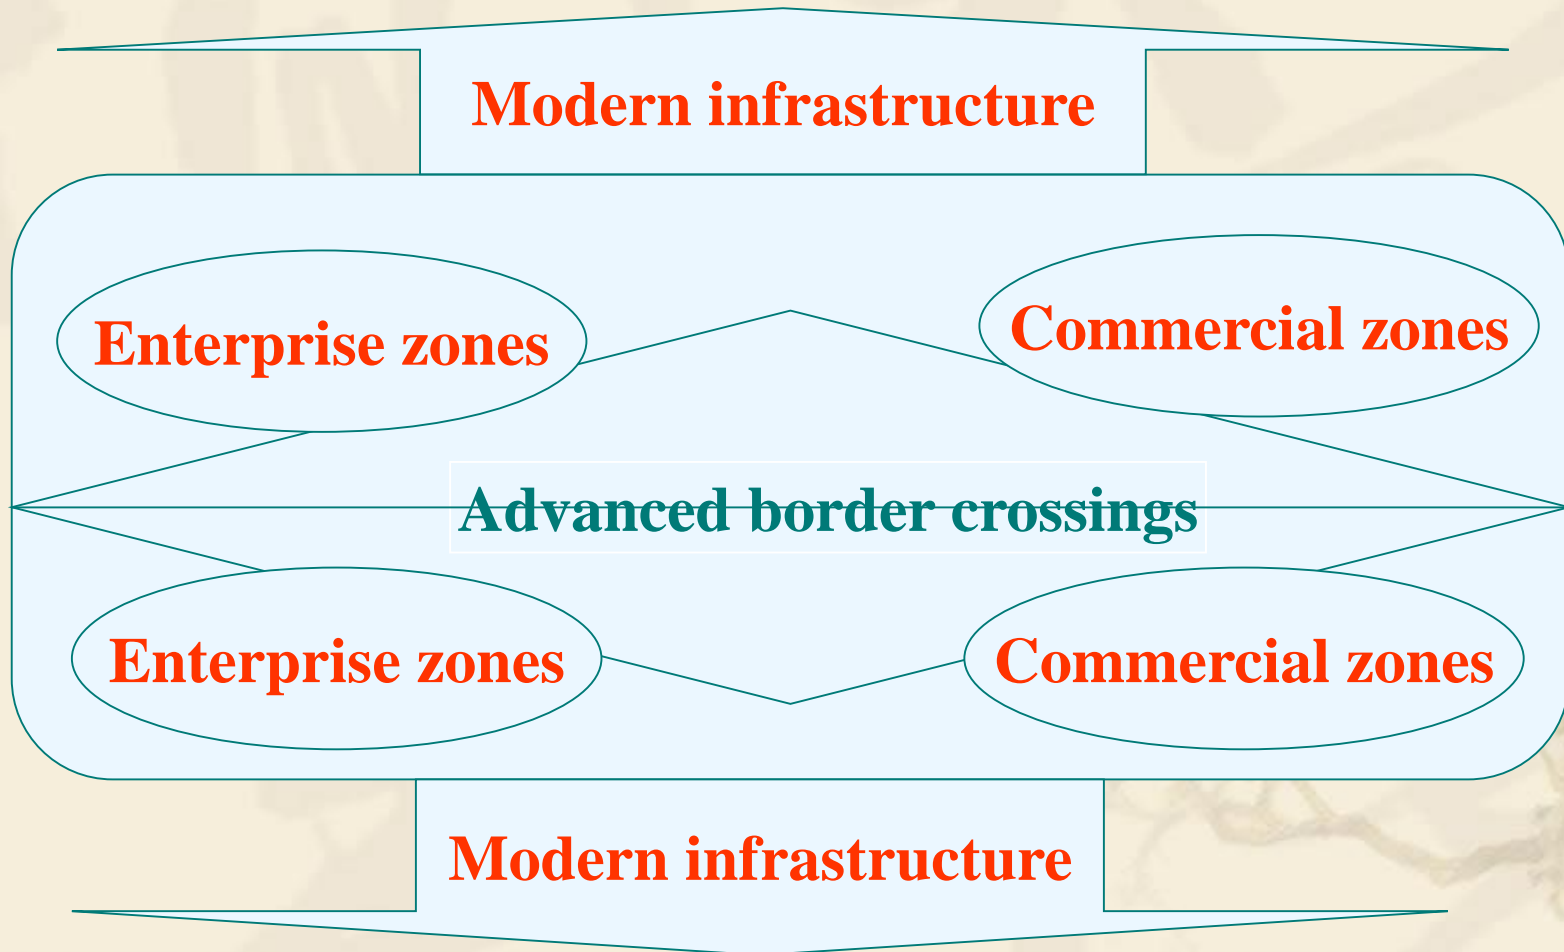 Modern infrastructure
Enterprise zones
Commercial zones
Advanced border crossings
Enterprise zones
Commercial zones
Modern infrastructure